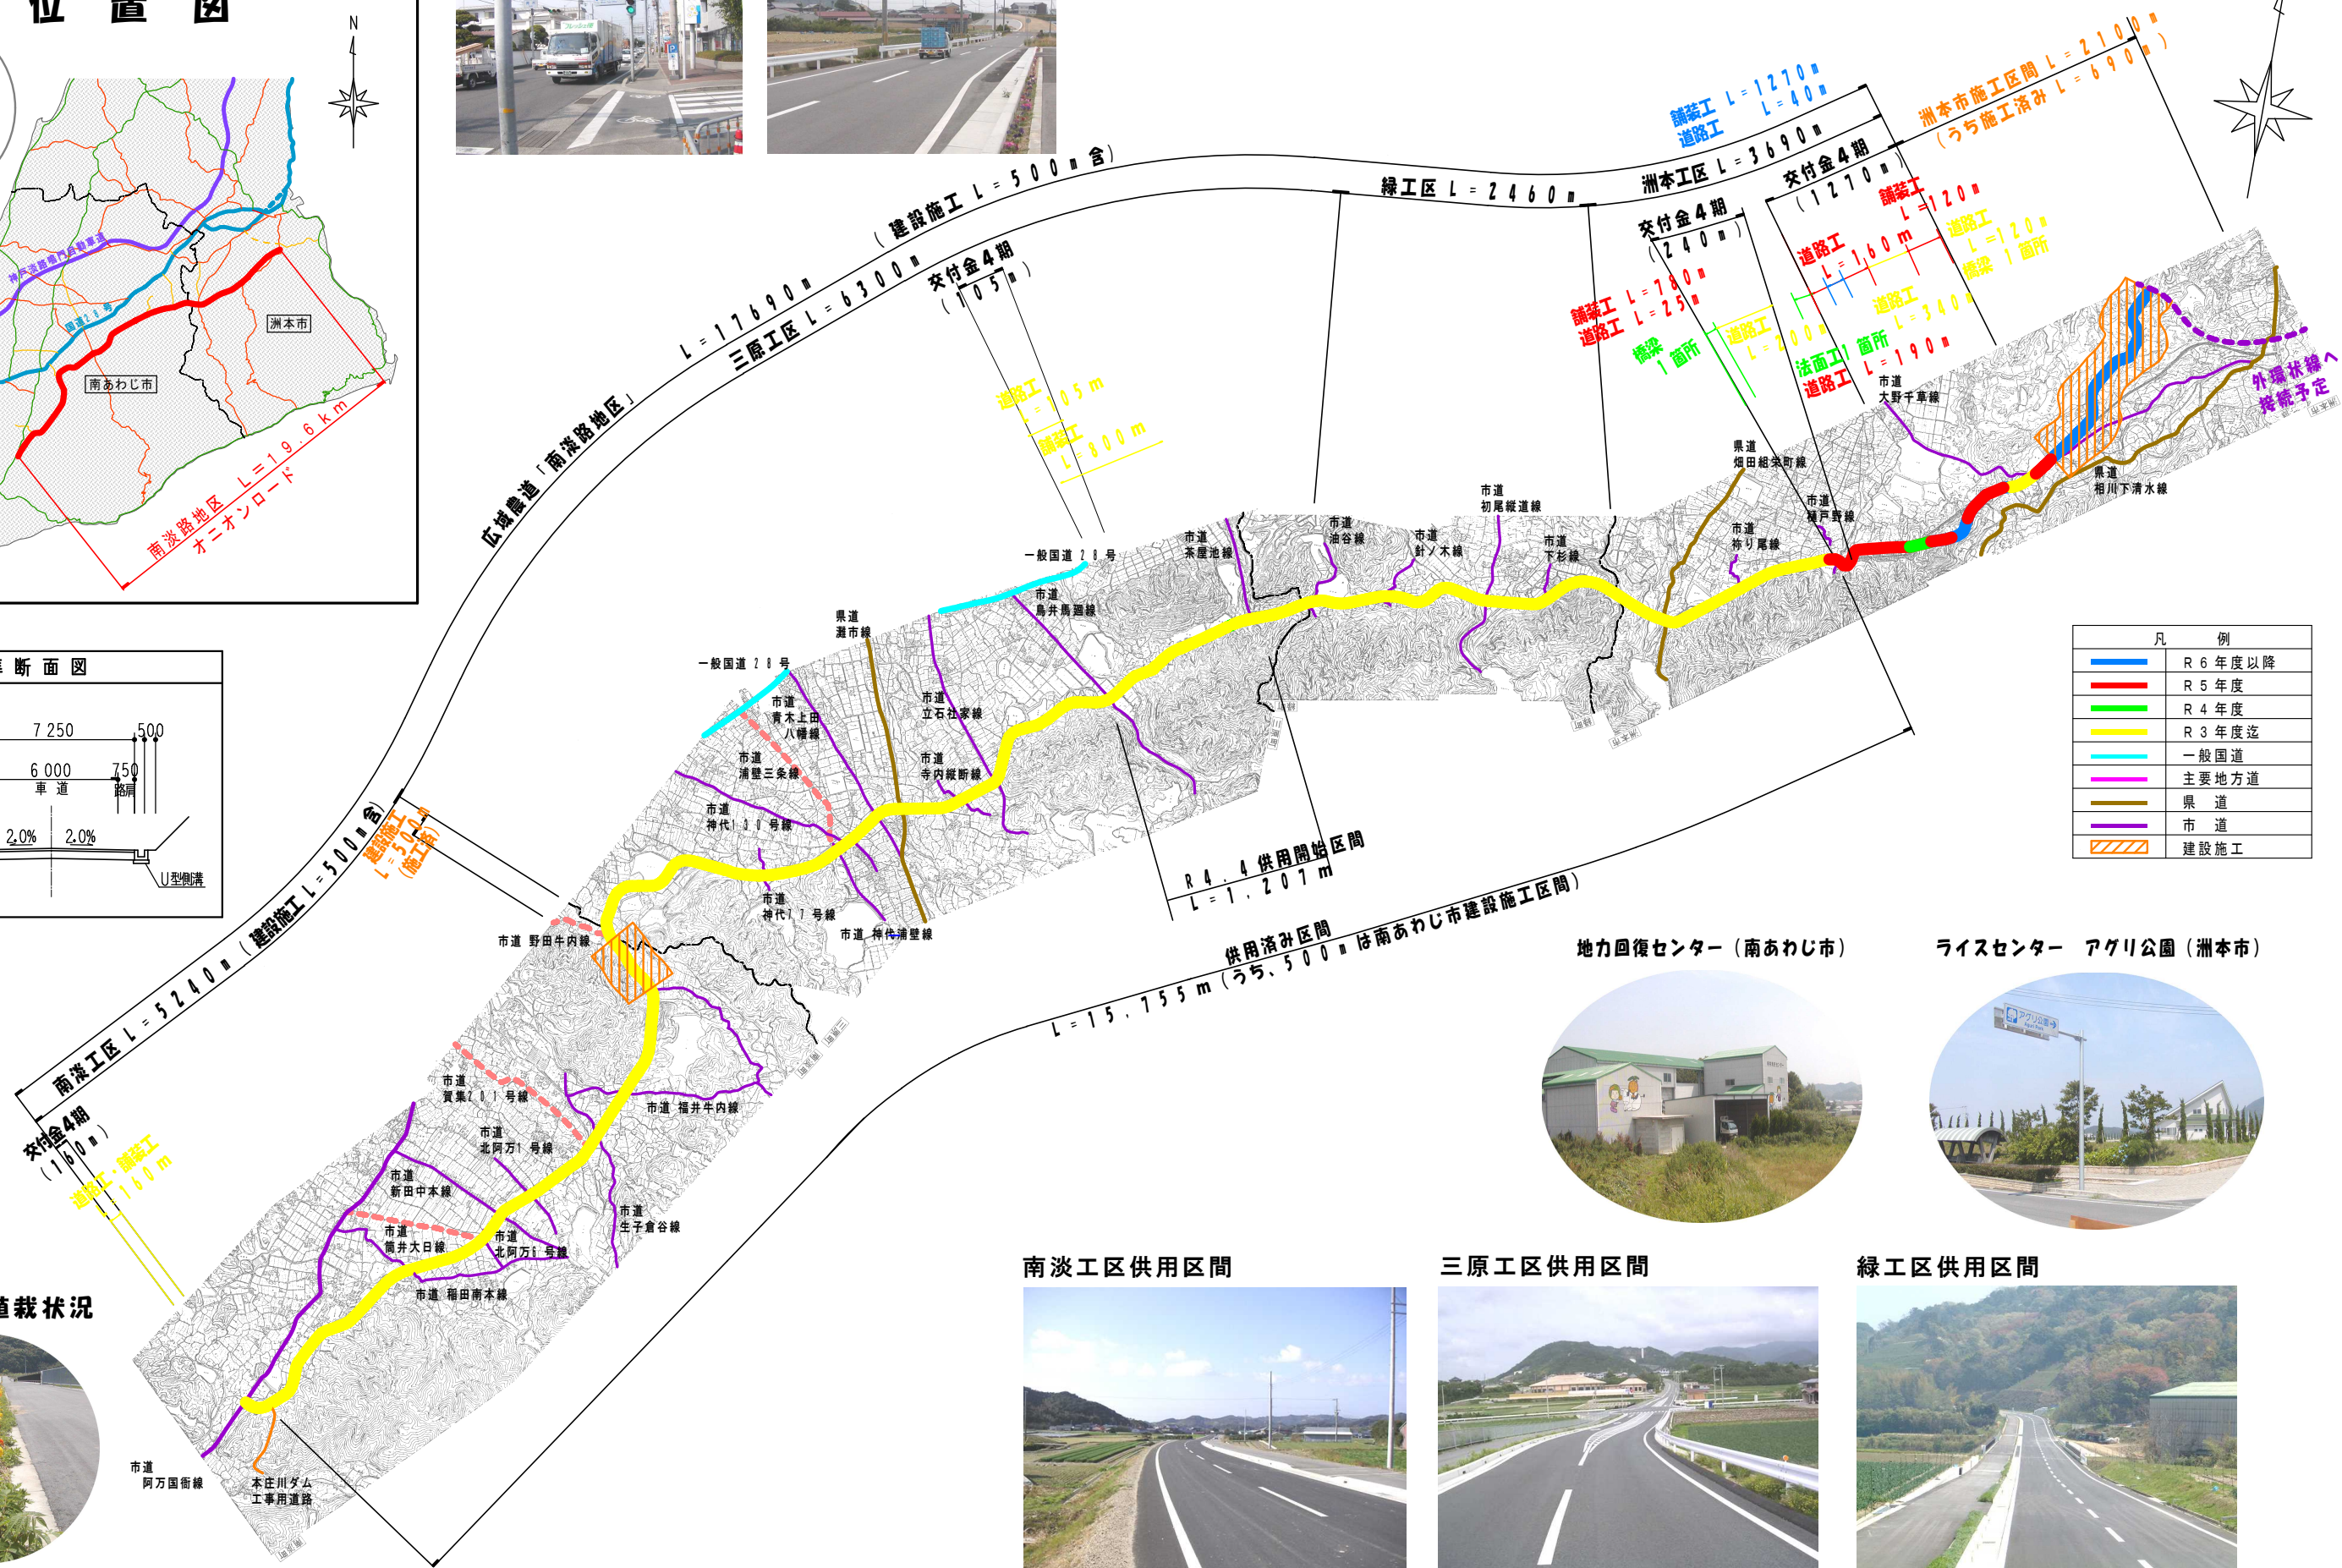 位置図
N
神戸淡路鳴門自動車道
国道28号
洲本市
南あわじ市
南淡路地区 L=19.6km
オニオンロード
断面図
7 250
500
6 000
750
車道
路肩
2.0%
2.0%
U型側溝
植栽状況
広域農道「南淡路地区」 L=17690m (建設施工 L=500m含)
南淡工区 L=5240m (建設施工 L=500m含)
三原工区 L=6300m
緑工区 L=2460m
洲本工区 L=3690m
舗装工 L=1270m
道路工 L=40m
洲本市施工区間 L=2100m
(うち施工済み L=690m)
交付金4期
(1270m)
交付金4期
(240m)
交付金4期
(105m)
交付金4期
(160m)
道路工
L=105m
舗装工
L=800m
道路工・舗装工
160m
建設施工
L=500m
(施工済)
舗装工 L=780m
道路工 L=25m
橋梁
1箇所
道路工
法面工1箇所
道路工 L=190m
道路工
L=160m
舗装工
L=120m
道路工
L=120m
橋梁 1箇所
道路工
L=340m
外環状線へ
接続予定
市道
大野千草線
県道
相川下清水線
県道
畑田組栄町線
市道
樋戸野線
市道
柞り尾線
市道
初尾縦道線
市道
下杉線
市道
針ノ木線
市道
油谷線
市道
茶屋池線
一般国道28号
市道
鳥井馬廻線
県道
灘市線
市道
立石社家線
市道
寺内縦断線
一般国道28号
市道
青木上田
八幡線
市道
浦壁三条線
市道
神代130号線
市道
神代77号線
市道 神代浦壁線
市道 野田牛内線
市道
賀集201号線
市道 福井牛内線
市道
北阿万1号線
市道
新田中本線
市道
筒井大日線
市道
北阿万6号線
市道
生子倉谷線
市道 稲田南本線
市道
阿万国衙線
本庄川ダム
工事用道路
R4.4供用開始区間
L=1,207m
供用済み区間
L=15,755m(うち、500mは南あわじ市建設施工区間)
凡 例
R6年度以降
R5年度
R4年度
R3年度迄
一般国道
主要地方道
県 道
市 道
建設施工
地力回復センター(南あわじ市)
ライスセンター アグリ公園(洲本市)
アグリ公園
南淡工区供用区間
三原工区供用区間
緑工区供用区間